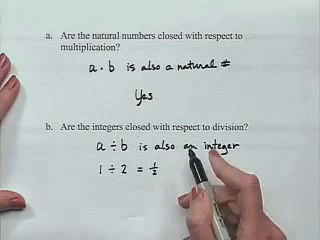 a. Are the natural numbers closed with respect to
multiplication?
a · b is also a natural #
Yes
b. Are the integers closed with respect to division?
a ÷ b is also an integer
1 ÷ 2 = ½